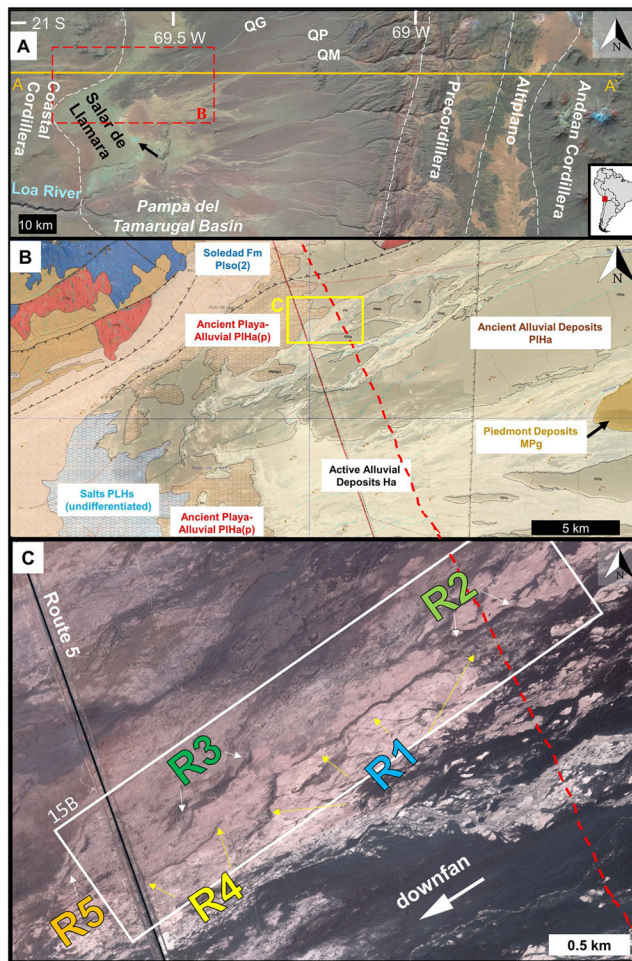 A
21 S
69.5 W
QG
QP
QM
69 W
N
A
A'
B
Coastal
Cordillera
Salar de
Llamara
Precordillera
Altiplano
Andean Cordillera
Loa River
Pampa del
Tamarugal Basin
10 km
B
Soledad Fm
Plso(2)
N
C
Ancient Playa-
Alluvial PlHa(p)
Ancient Alluvial Deposits
PlHa
Piedmont Deposits
MPg
Active Alluvial
Deposits Ha
Salts PLHs
(undifferentiated)
Ancient Playa-
Alluvial PlHa(p)
5 km
C
N
Route 5
R2
R3
R1
15B
R4
R5
downfan
0.5 km